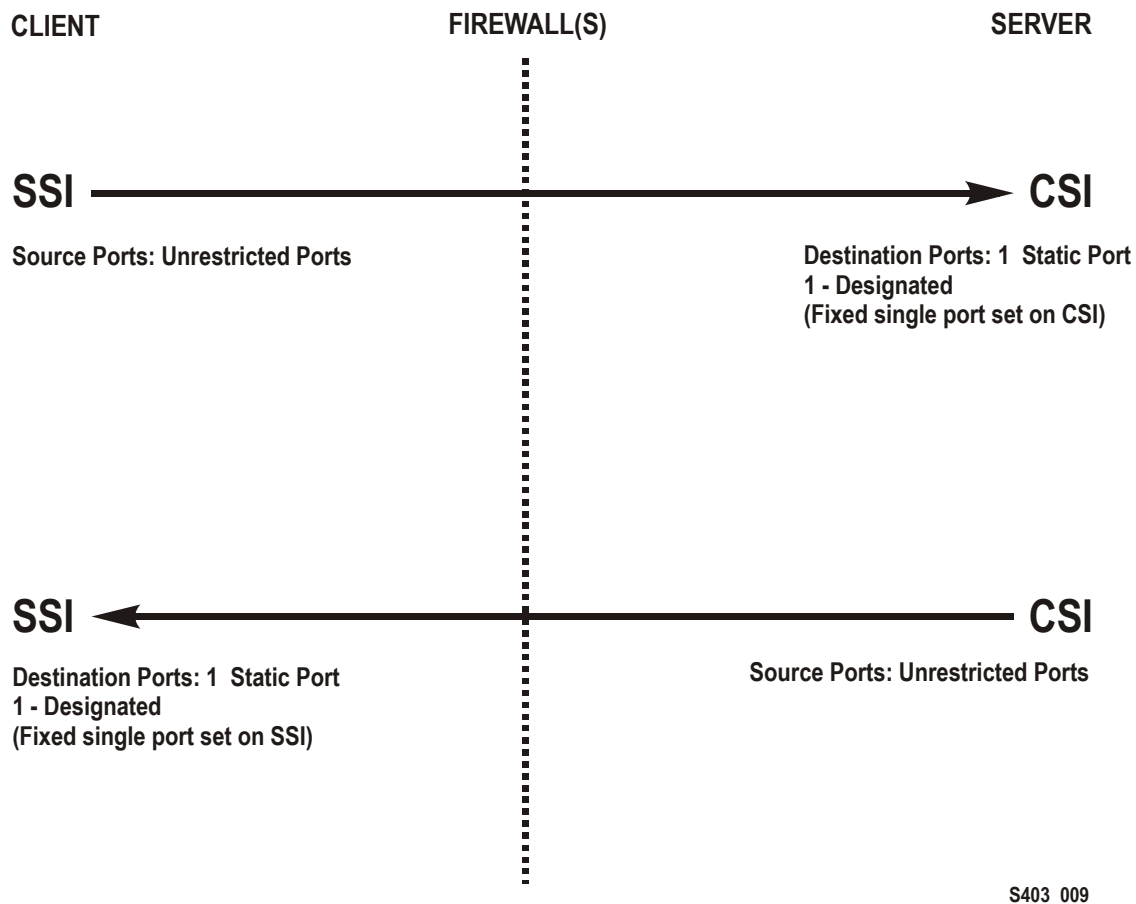 CLIENT
FIREWALL(S)
SERVER
SSI
CSI
Source Ports: Unrestricted Ports
Destination Ports: 1 Static Port
1 - Designated
(Fixed single port set on CSI)
SSI
CSI
Destination Ports: 1 Static Port
1 - Designated
(Fixed single port set on SSI)
Source Ports: Unrestricted Ports
S403 009